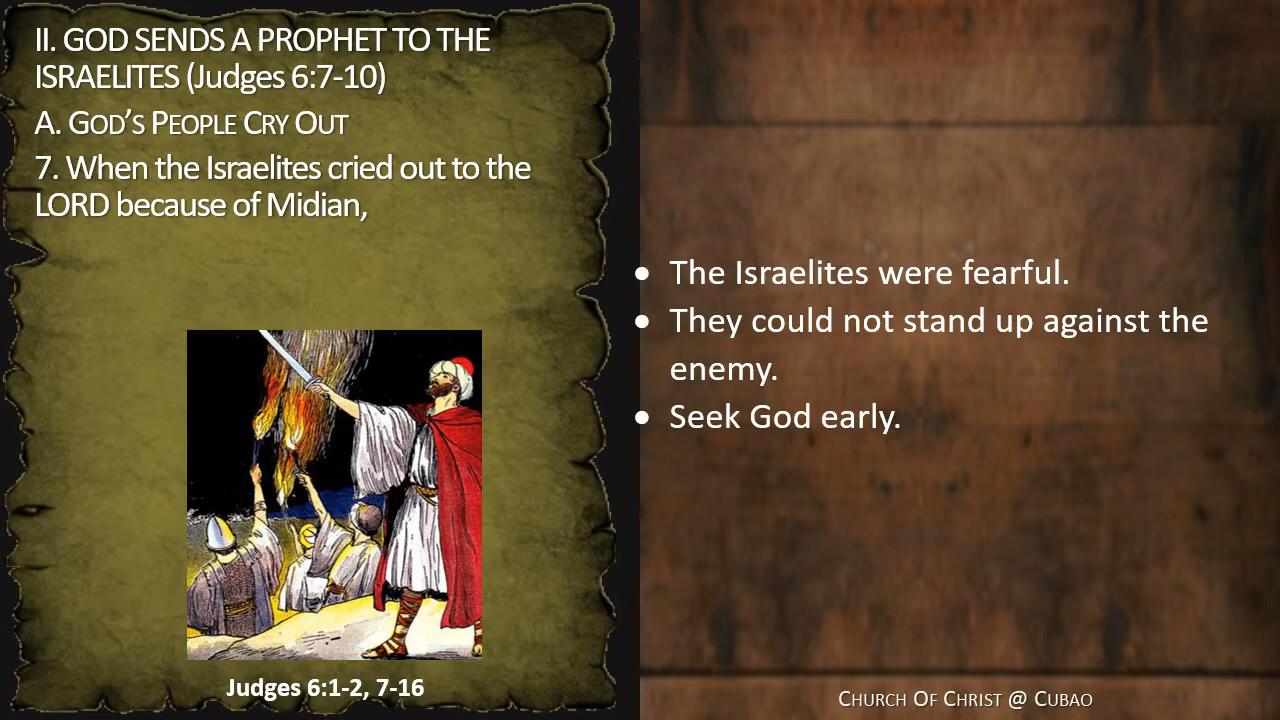 II. GOD SENDS A PROPHET TO THE
ISRAELITES (Judges 6:7-10)
A. GOD'S PEOPLE CRY OUT
7. When the Israelites cried out to the
LORD because of Midian,
Judges 6:1-2, 7-16
• The Israelites were fearful.
• They could not stand up against the
enemy.
• Seek God early.
CHURCH OF CHRIST @ CUBAO